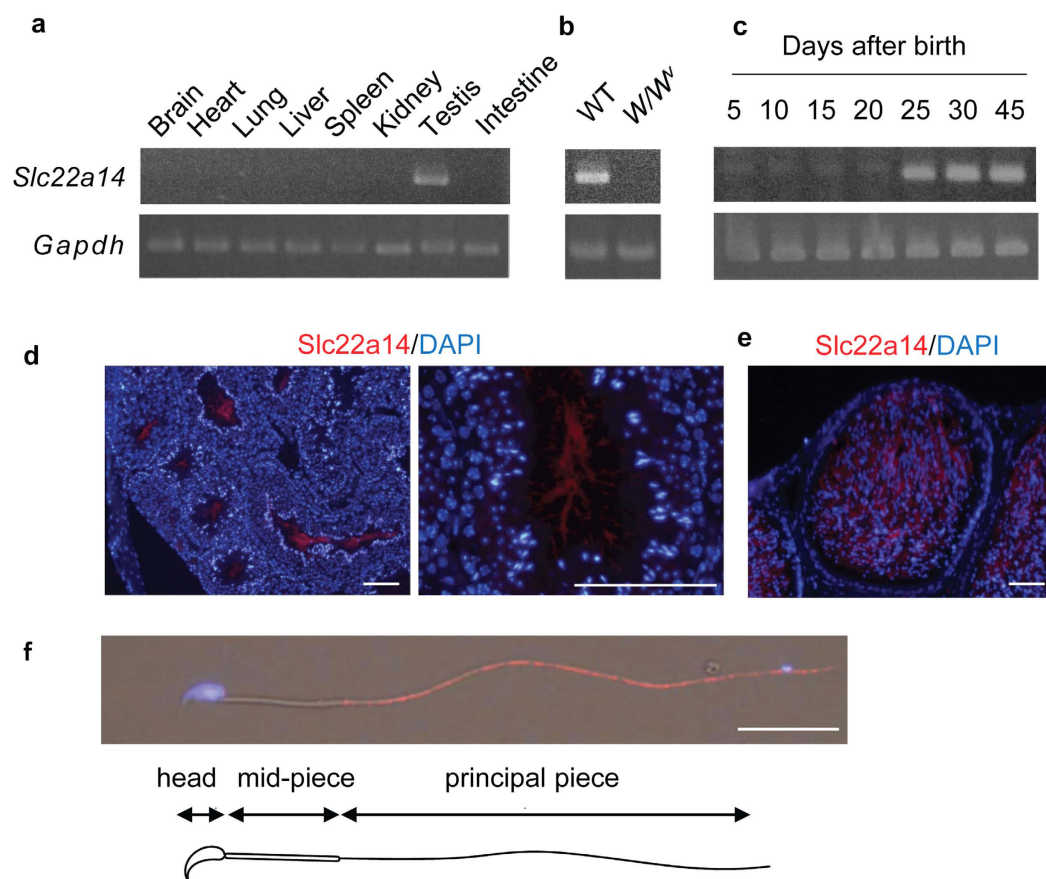 a
Brain Heart Lung Liver Spleen Kidney Testis Intestine
Slc22a14
Gapdh
b
WT W/Wv
c
Days after birth
5 10 15 20 25 30 45
d
Slc22a14/DAPI
e
Slc22a14/DAPI
f
head mid-piece principal piece